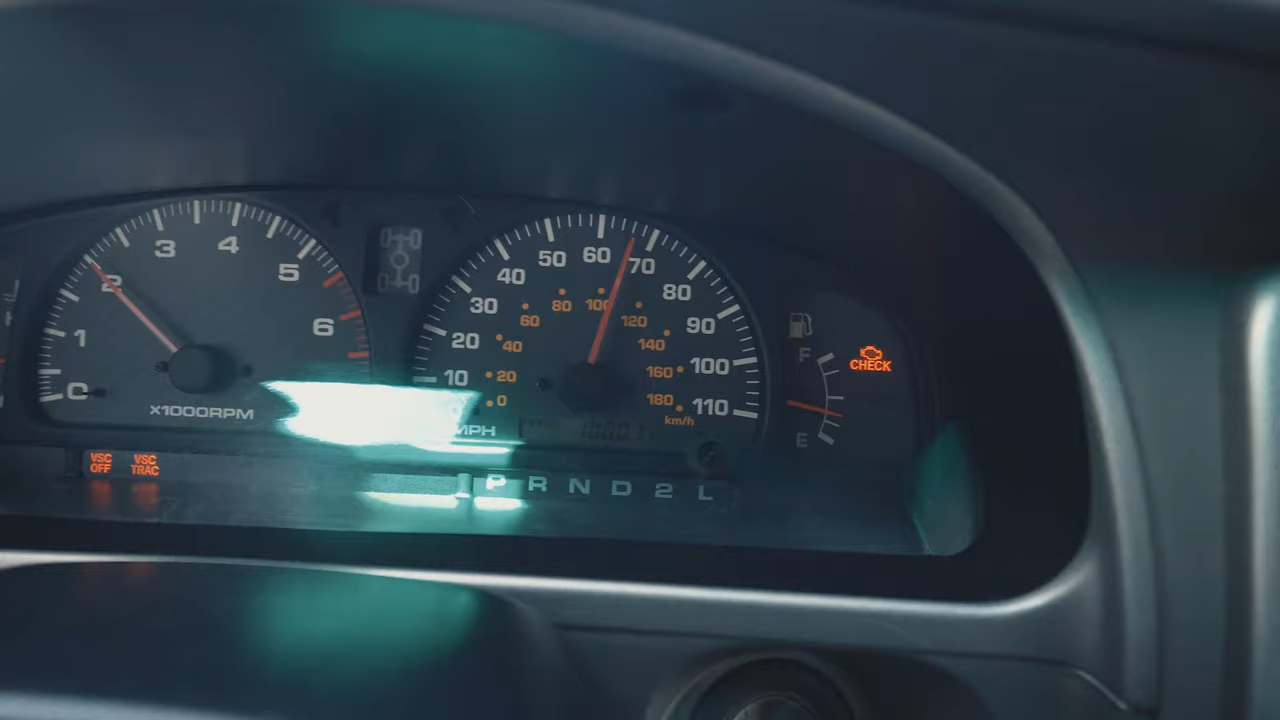 C 1 2 3 4 5 6
X1000RPM
10 20 30 40 50 60 70 80 90 100 110
0 20 40 60 80 100 120 140 160 180
km/h
MPH
F
E
CHECK
VSC OFF
VSC TRAC
P R N D 2 L